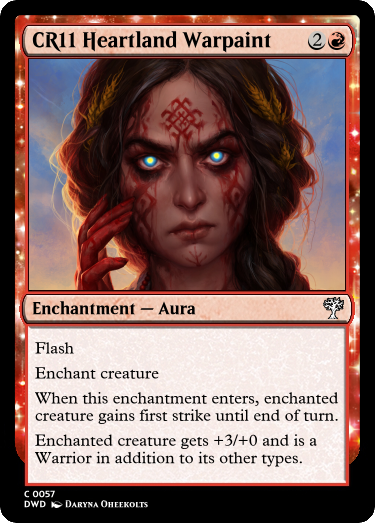 CR11 Heartland Warpaint 2
Enchantment — Aura
Flash
Enchant creature
When this enchantment enters, enchanted
creature gains first strike until end of turn.
Enchanted creature gets +3/+0 and is a
Warrior in addition to its other types.
C 0057
DWD Daryna Oheekolts